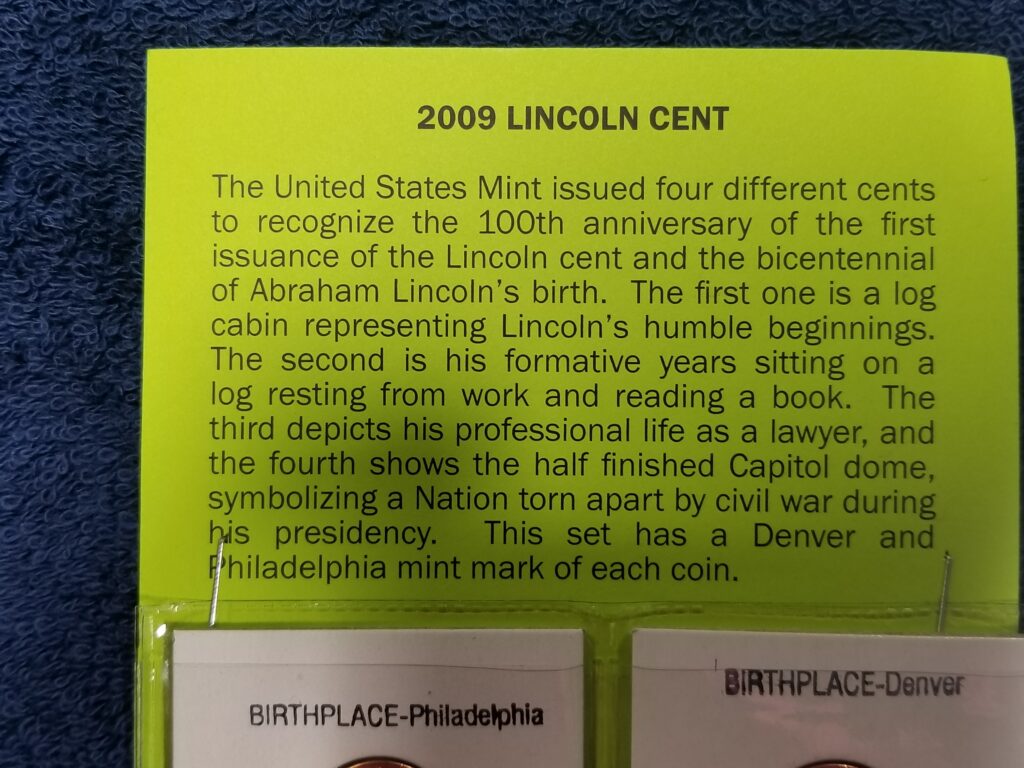 2009 LINCOLN CENT
The United States Mint issued four different cents
to recognize the 100th anniversary of the first
issuance of the Lincoln cent and the bicentennial
of Abraham Lincoln's birth. The first one is a log
cabin representing Lincoln's humble beginnings.
The second is his formative years sitting on a
log resting from work and reading a book. The
third depicts his professional life as a lawyer, and
the fourth shows the half finished Capitol dome,
symbolizing a Nation torn apart by civil war during
his presidency. This set has a Denver and
Philadelphia mint mark of each coin.
BIRTHPLACE-Philadelphia
BIRTHPLACE-Denver